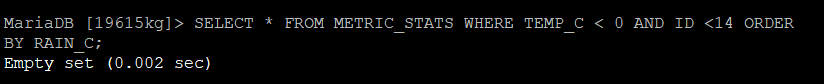 MariaDB [19615kg]> SELECT * FROM METRIC_STATS WHERE TEMP_C < 0 AND ID <14 ORDER
BY RAIN_C;
Empty set (0.002 sec)